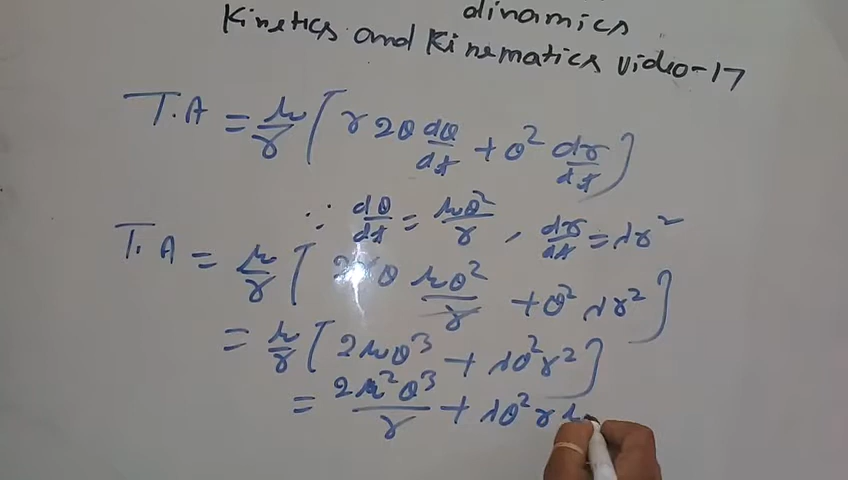 dinamics
Kinetics and Kinematics video-17
T.A = μ/r [ r 2θ dθ/dt + θ² dr/dt ]
∵ dθ/dt = μθ²/r , dr/dt = λr²
T.A = μ/r [ 2rθ μθ²/r + θ² λr² ]
= μ/r [ 2μθ³ + λθ²r² ]
= 2μ²θ³/r + λθ²rμ